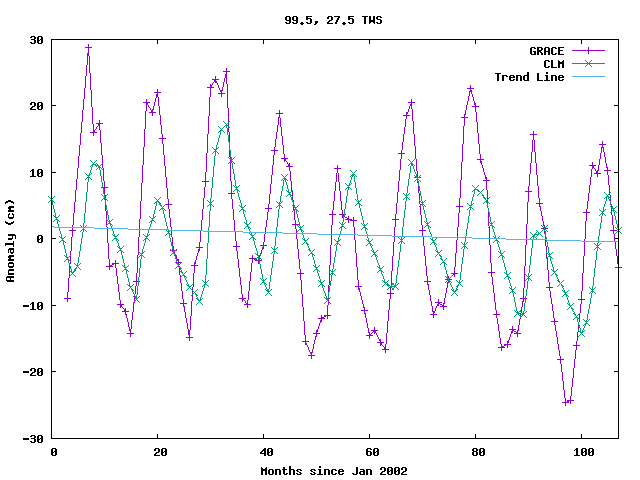 99.5, 27.5 TWS
GRACE
CLM
Trend Line
30
20
10
0
-10
-20
-30
Anomaly (cm)
0 20 40 60 80 100
Months since Jan 2002